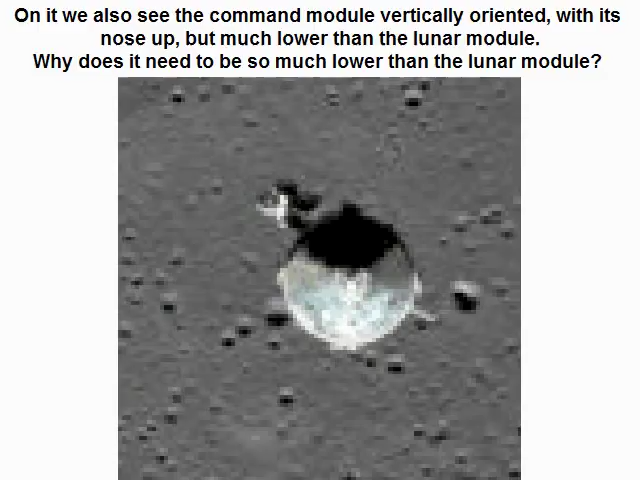 On it we also see the command module vertically oriented, with its
nose up, but much lower than the lunar module.
Why does it need to be so much lower than the lunar module?